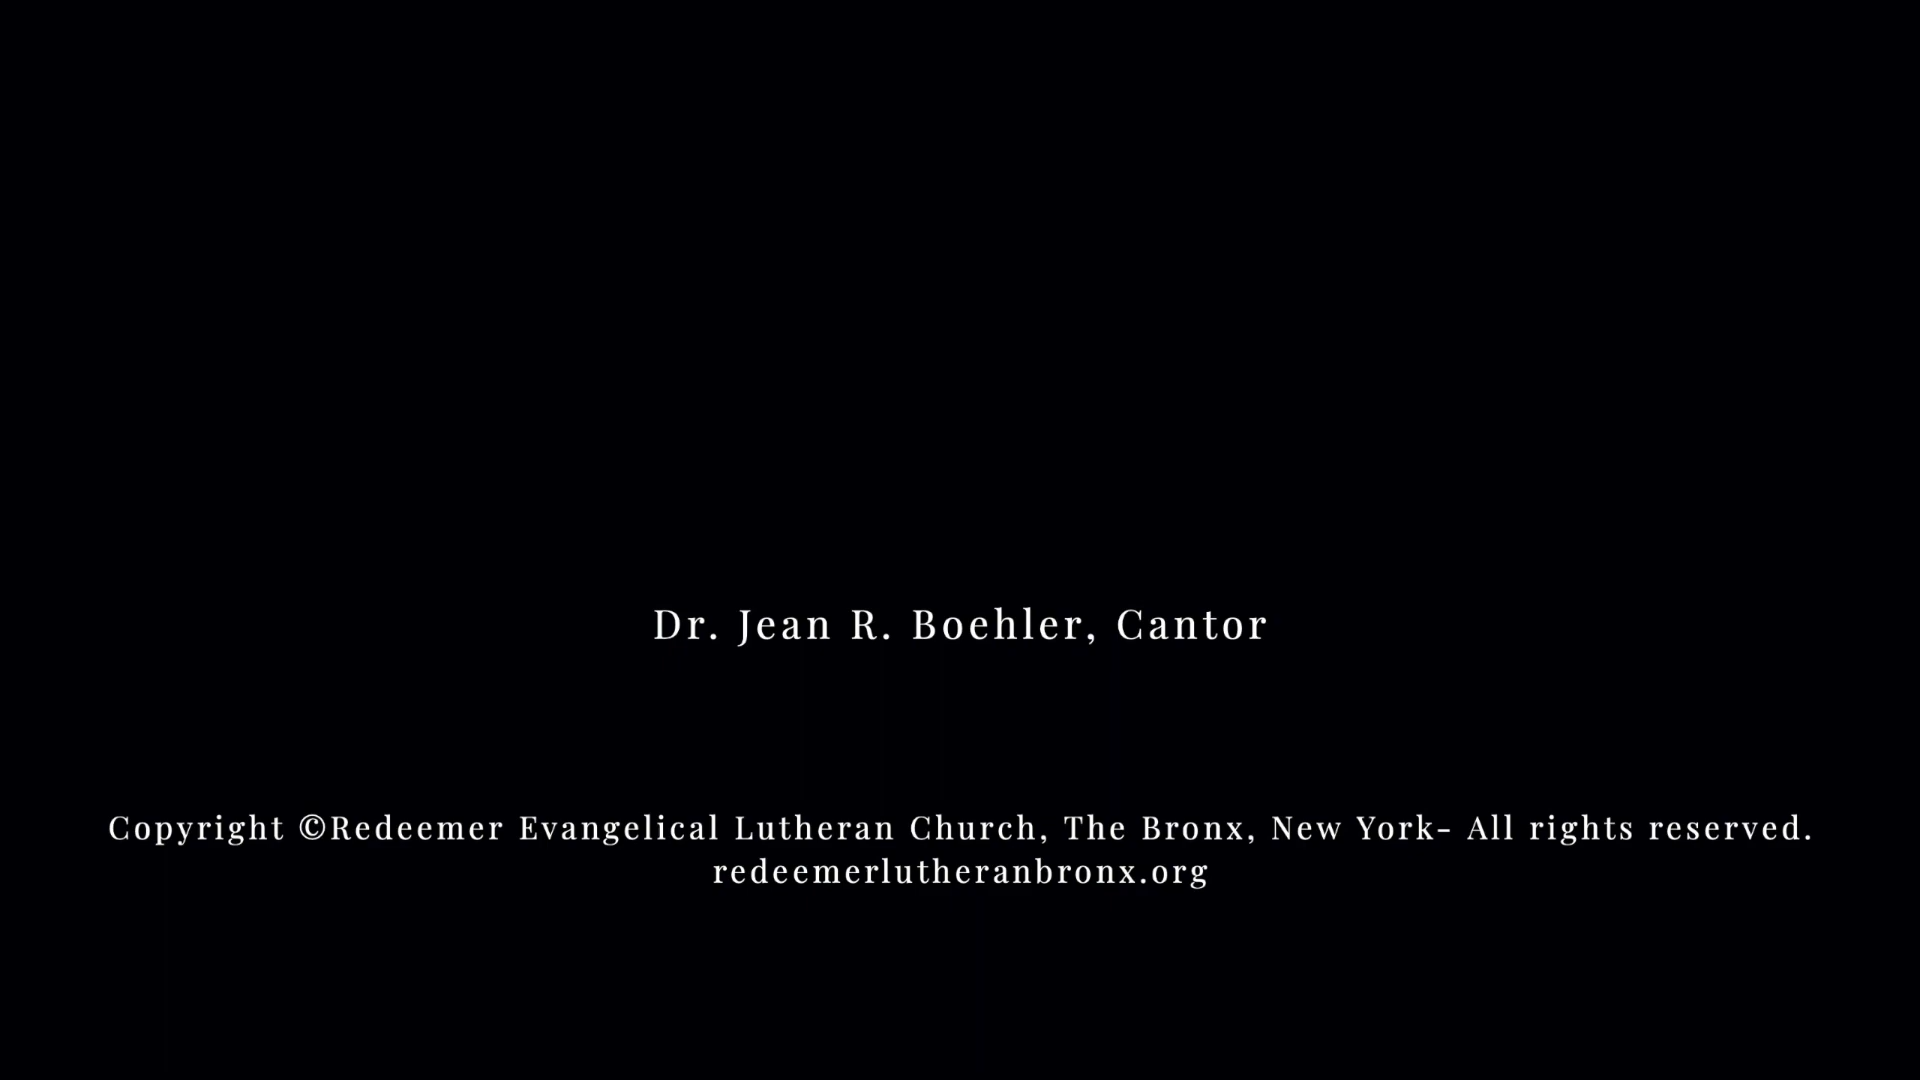 Dr. Jean R. Boehler, Cantor
Copyright ©Redeemer Evangelical Lutheran Church, The Bronx, New York- All rights reserved.
redeemerlutheranbronx.org